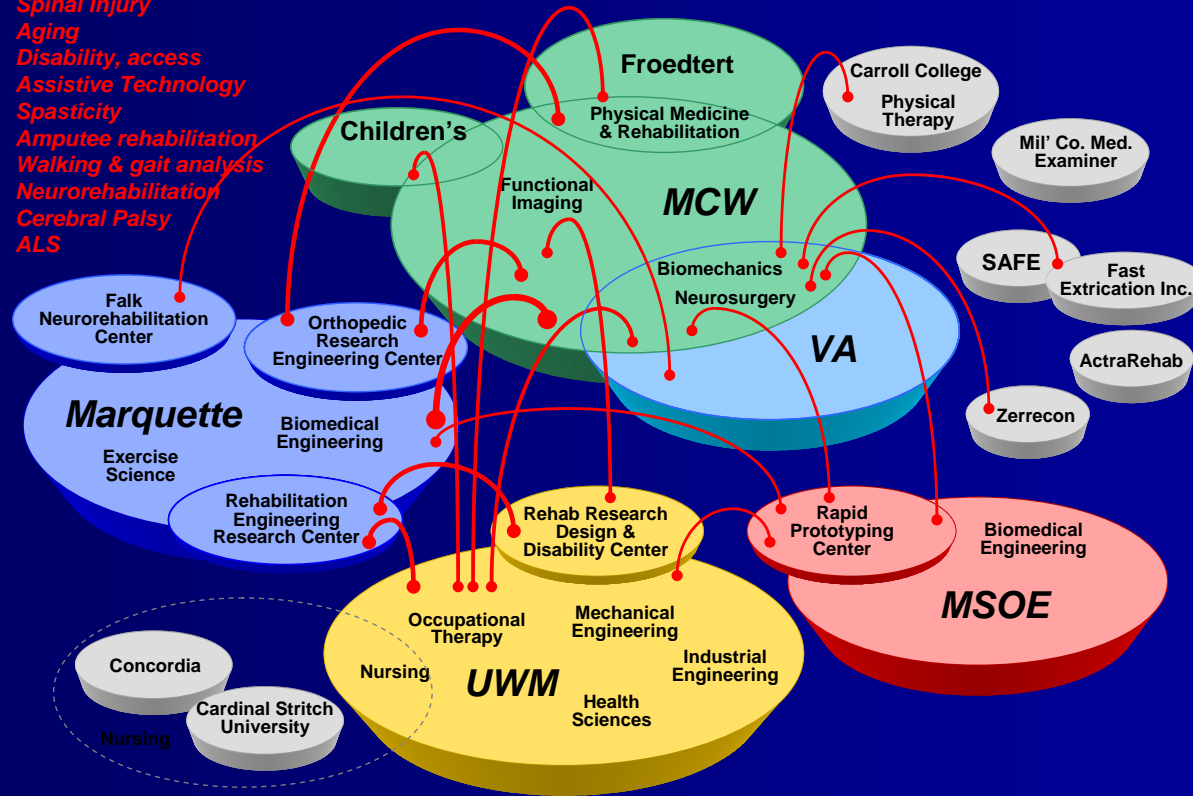 Spinal Injury
Aging
Disability, access
Assistive Technology
Spasticity
Amputee rehabilitation
Walking & gait analysis
Neurorehabilitation
Cerebral Palsy
ALS
Froedtert
Physical Medicine
& Rehabilitation
Children's
Functional
Imaging
MCW
Carroll College
Physical
Therapy
Mil' Co. Med.
Examiner
SAFE
Fast
Extrication Inc.
ActraRehab
Zerrecon
Biomechanics
Neurosurgery
VA
Falk
Neurorehabilitation
Center
Orthopedic
Research
Engineering Center
Marquette
Biomedical
Engineering
Exercise
Science
Rehabilitation
Engineering
Research Center
Rehab Research
Design &
Disability Center
Rapid
Prototyping
Center
Biomedical
Engineering
MSOE
Occupational
Therapy
Mechanical
Engineering
Nursing
UWM
Industrial
Engineering
Health
Sciences
Concordia
Cardinal Stritch
University
Nursing